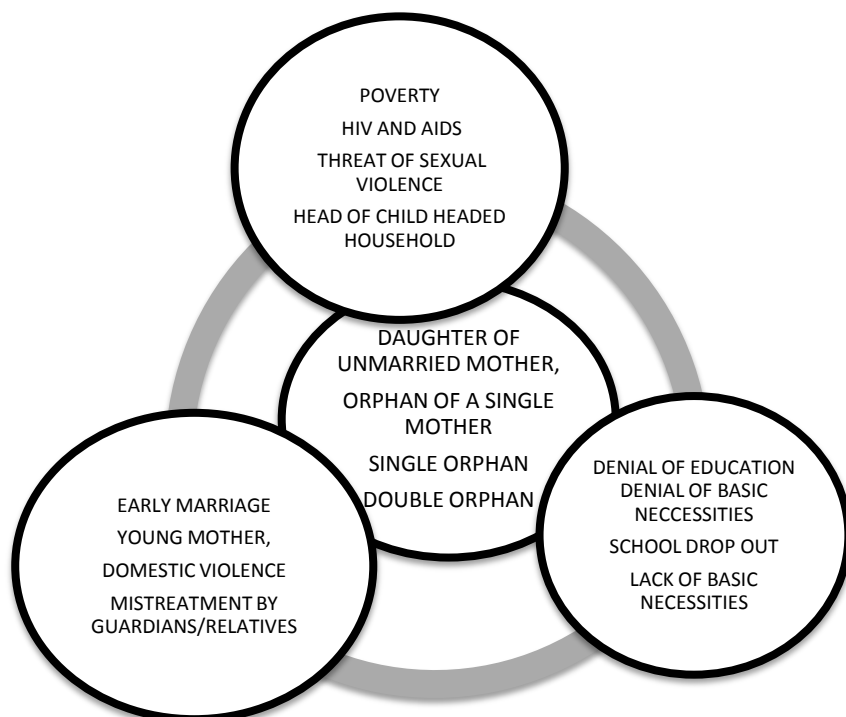 POVERTY
HIV AND AIDS
THREAT OF SEXUAL
VIOLENCE
HEAD OF CHILD HEADED
HOUSEHOLD
DAUGHTER OF
UNMARRIED MOTHER,
ORPHAN OF A SINGLE
MOTHER
SINGLE ORPHAN
DOUBLE ORPHAN
EARLY MARRIAGE
YOUNG MOTHER,
DOMESTIC VIOLENCE
MISTREATMENT BY
GUARDIANS/RELATIVES
DENIAL OF EDUCATION
DENIAL OF BASIC
NECCESSITIES
SCHOOL DROP OUT
LACK OF BASIC
NECESSITIES